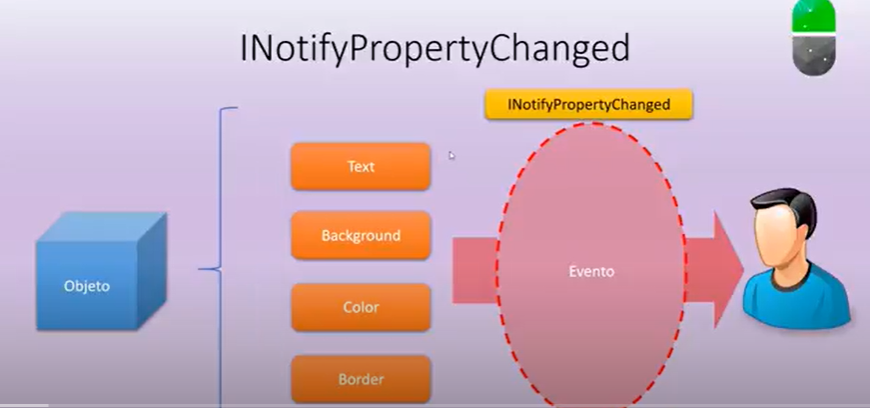 INotifyPropertyChanged
INotifyPropertyChanged
Text
Background
Objeto
Evento
Color
Border